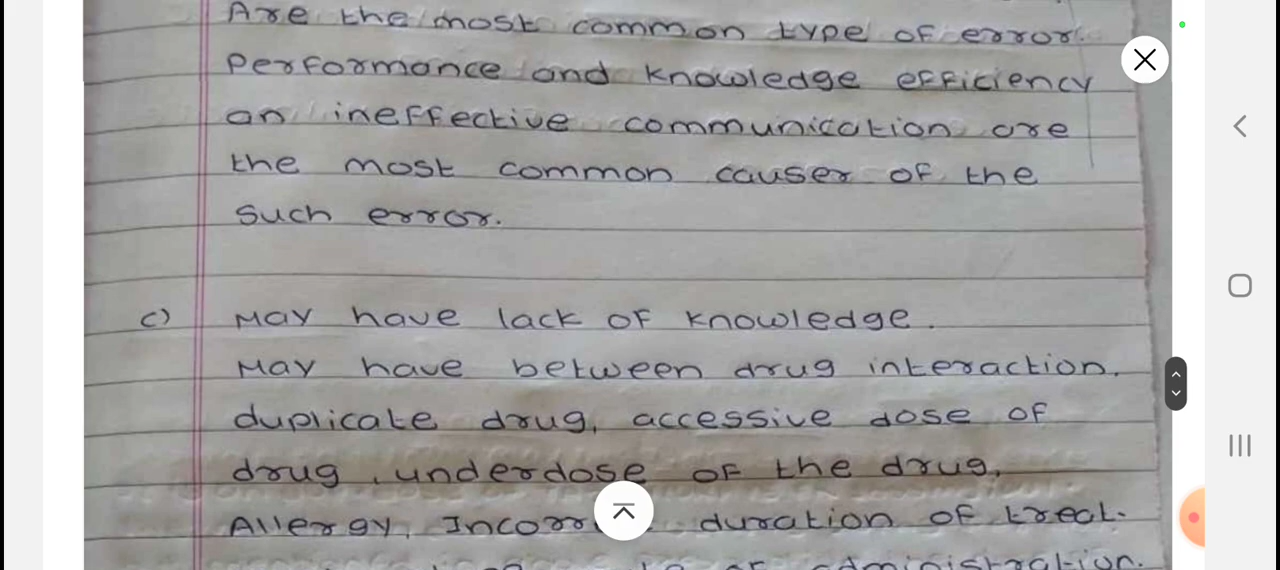 Are the most common type of error.
Performance and knowledge efficiency
an ineffective communication are
the most common causer of the
such error.
c) May have lack of knowledge.
May have between drug interaction.
duplicate drug, accessive dose of
drug, underdose of the drug,
Allergy, duration of treat-
administration.